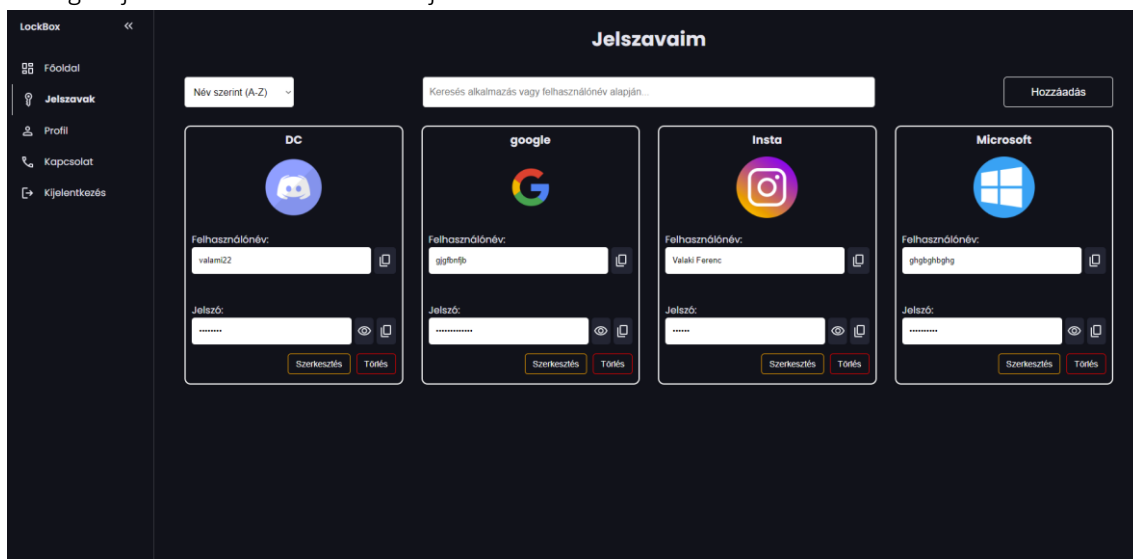 LockBox
Főoldal
Jelszavak
Profil
Kapcsolat
Kijelentkezés
Jelszavaim
Név szerint (A-Z)
Keresés alkalmazás vagy felhasználónév alapján...
Hozzáadás
DC
Felhasználónév:
valami22
Jelszó:
Szerkesztés
Törlés
google
Felhasználónév:
gjgfbnfjb
Jelszó:
Szerkesztés
Törlés
Insta
Felhasználónév:
Valaki Ferenc
Jelszó:
Szerkesztés
Törlés
Microsoft
Felhasználónév:
ghgbghbghg
Jelszó:
Szerkesztés
Törlés